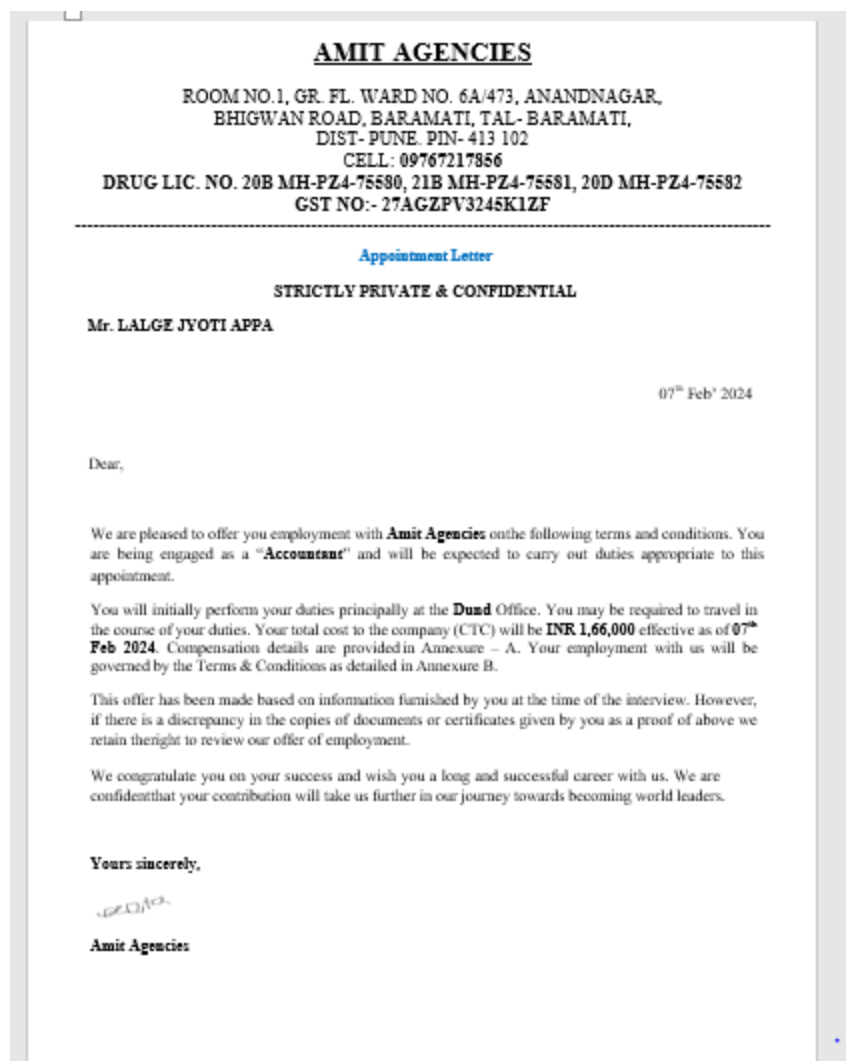 AMIT AGENCIES
ROOM NO.1, GR. FL. WARD NO. 6A/473, ANANDNAGAR,
BHIGWAN ROAD, BARAMATI, TAL- BARAMATI,
DIST- PUNE. PIN- 413 102
CELL: 09767217856
DRUG LIC. NO. 20B MH-PZ4-75580, 21B MH-PZ4-75581, 20D MH-PZ4-75582
GST NO:- 27AGZPV3245K1ZF
Appointment Letter
STRICTLY PRIVATE & CONFIDENTIAL
Mr. LALGE JYOTI APPA
07th Feb' 2024
Dear,
We are pleased to offer you employment with Amit Agencies onthe following terms and conditions. You
are being engaged as a "Accountant" and will be expected to carry out duties appropriate to this
appointment.
You will initially perform your duties principally at the Dund Office. You may be required to travel in
the course of your duties. Your total cost to the company (CTC) will be INR 1,66,000 effective as of 07th
Feb 2024. Compensation details are provided in Annexure – A. Your employment with us will be
governed by the Terms & Conditions as detailed in Annexure B.
This offer has been made based on information furnished by you at the time of the interview. However,
if there is a discrepancy in the copies of documents or certificates given by you as a proof of above we
retain theright to review our offer of employment.
We congratulate you on your success and wish you a long and successful career with us. We are
confidentthat your contribution will take us further in our journey towards becoming world leaders.
Yours sincerely,
Amit Agencies